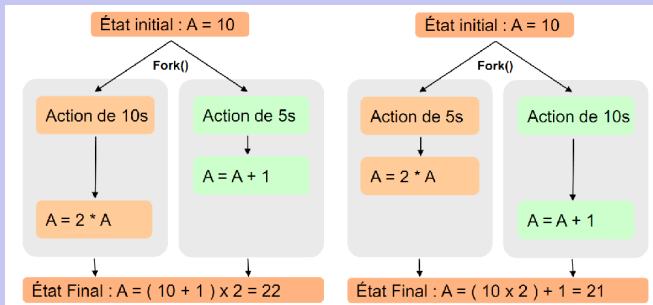 État initial : A = 10
Fork()
Action de 10s
Action de 5s
A = A + 1
A = 2 * A
État Final : A = ( 10 + 1 ) x 2 = 22
État initial : A = 10
Fork()
Action de 5s
Action de 10s
A = 2 * A
A = A + 1
État Final : A = ( 10 x 2 ) + 1 = 21